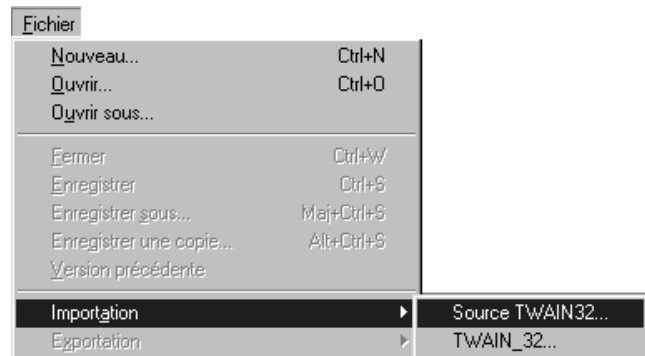 Fichier
Nouveau... Ctrl+N
Ouvrir... Ctrl+O
Ouvrir sous...
Fermer Ctrl+W
Enregistrer Ctrl+S
Enregistrer sous... Maj+Ctrl+S
Enregistrer une copie... Alt+Ctrl+S
Version précédente
Importation Source TWAIN32...
Exportation TWAIN_32...